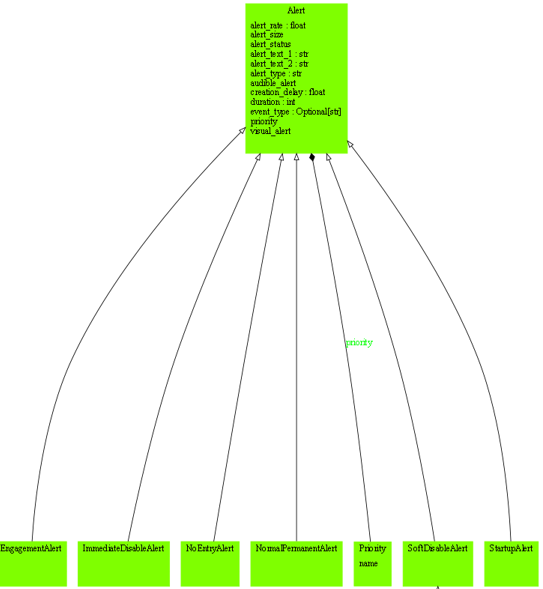 Alert
alert_rate : float
alert_size
alert_status
alert_text_1 : str
alert_text_2 : str
alert_type : str
audible_alert
creation_delay : float
duration : int
event_type : Optional[str]
priority
visual_alert
priority
EngagementAlert
ImmediateDisableAlert
NoEntryAlert
NormalPermanentAlert
Priority
name
SoftDisableAlert
StartupAlert